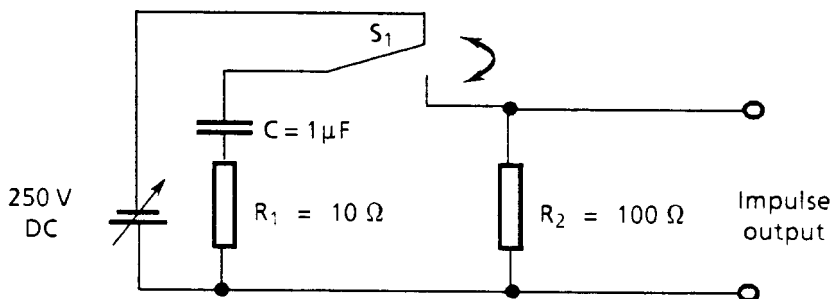 S₁
C = 1 µF
250 V
DC
R₁ = 10 Ω
R₂ = 100 Ω
Impulse
output